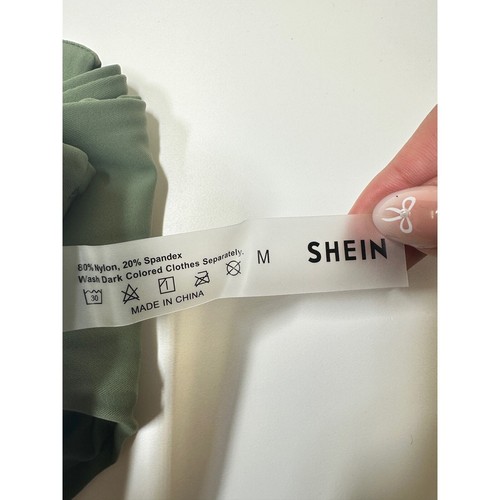 80% Nylon, 20% Spandex
Wash Dark Colored Clothes Separately.
30
MADE IN CHINA
M
SHEIN